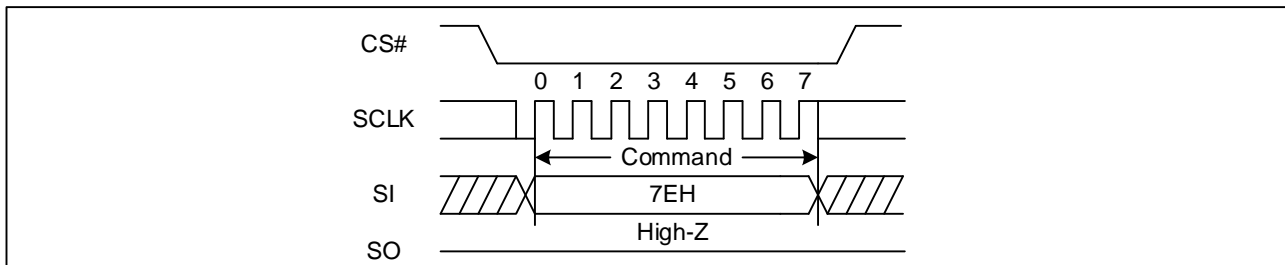 CS#
0 1 2 3 4 5 6 7
SCLK
Command
SI 7EH
High-Z
SO